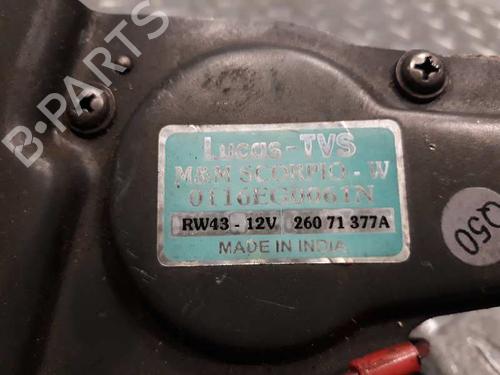 B-PARTS
Lucas-TVS
M&M SCORPIO - W
0116EG0061N
RW43 - 12V 260 71 377A
MADE IN INDIA
Q50